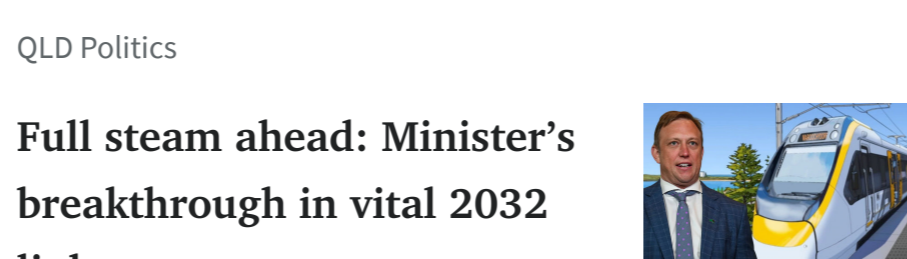 QLD Politics
Full steam ahead: Minister’s
breakthrough in vital 2032